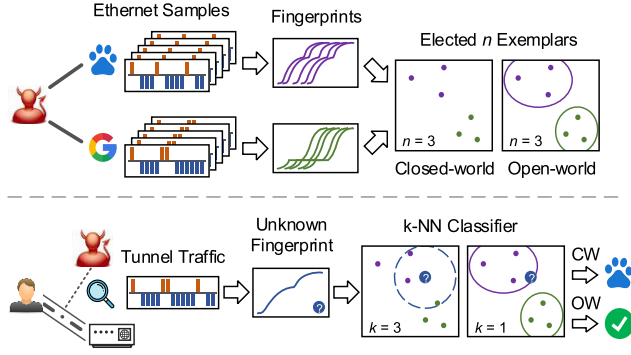 Ethernet Samples
Fingerprints
Elected n Exemplars
G
n = 3
n = 3
Closed-world
Open-world
Unknown
Fingerprint
k-NN Classifier
Tunnel Traffic
CW
?
?
?
OW
k = 3
k = 1